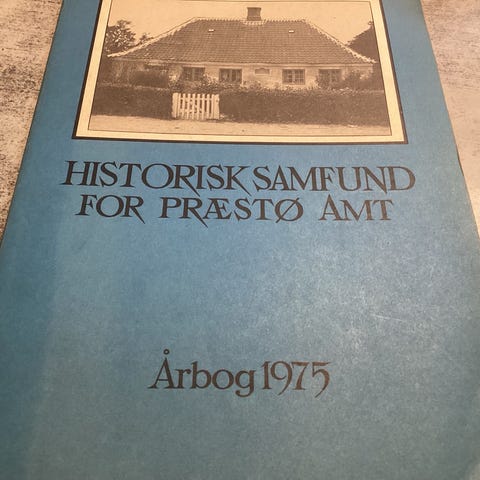 HISTORISK SAMFUND
FOR PRÆSTØ AMT
Årbog 1975